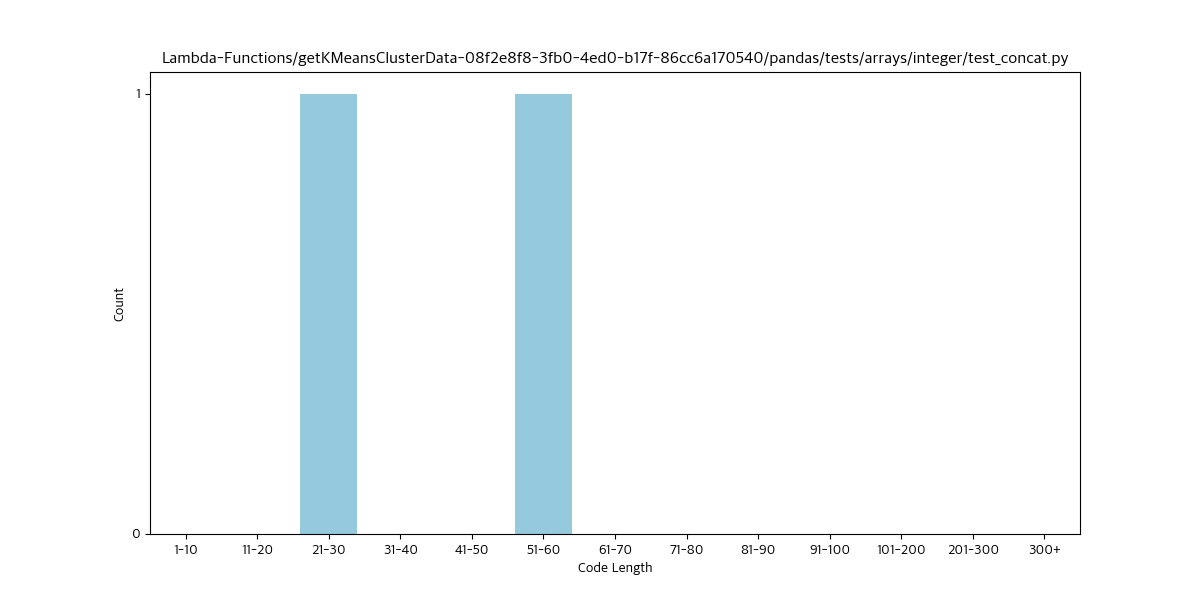 Lambda-Functions/getKMeansClusterData-08f2e8f8-3fb0-4ed0-b17f-86cc6a170540/pandas/tests/arrays/integer/test_concat.py
1
Count
0
1-10 11-20 21-30 31-40 41-50 51-60 61-70 71-80 81-90 91-100 101-200 201-300 300+
Code Length